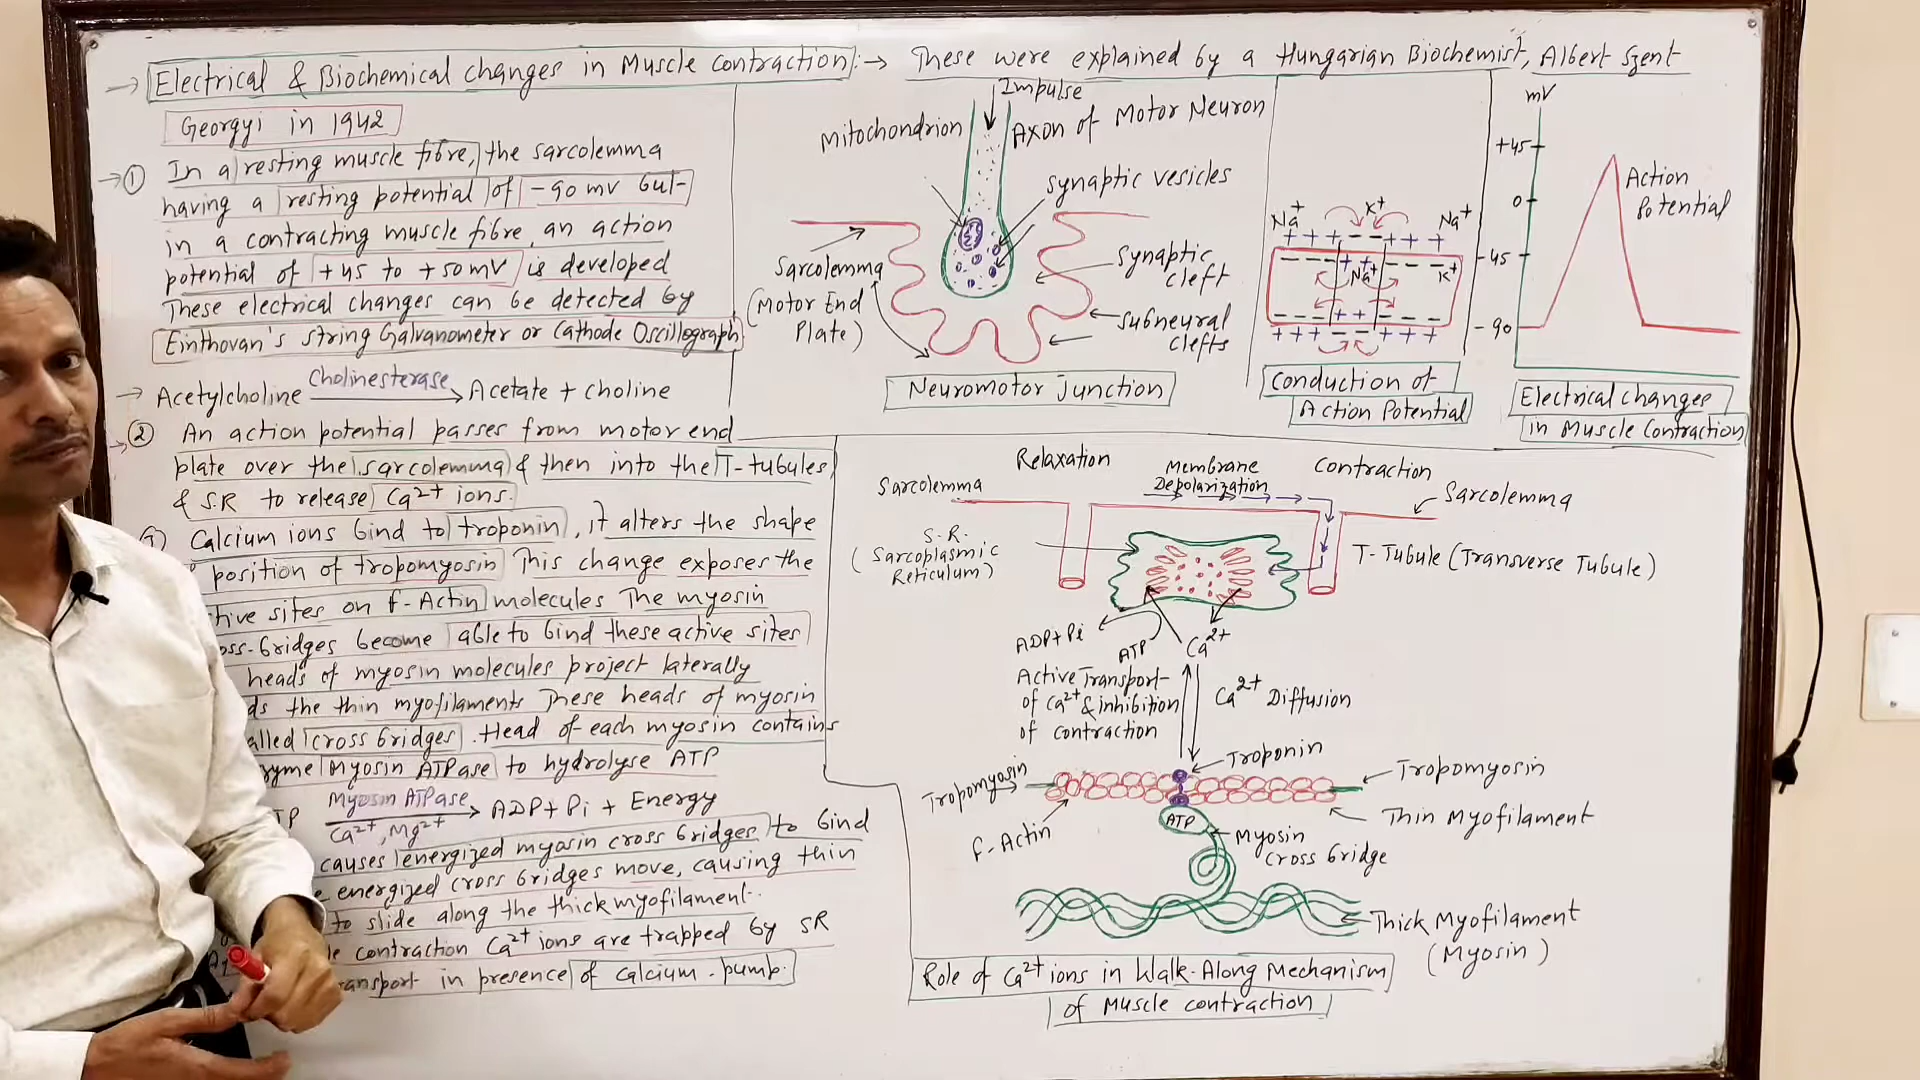 → Electrical & Biochemical changes in Muscle contraction :→ These were explained by a Hungarian Biochemist, Albert Szent
Georgyi in 1942
→ ① In a resting muscle fibre, the sarcolemma
having a resting potential of -90 mv but
in a contracting muscle fibre, an action
potential of +45 to +50 mV is developed
These electrical changes can be detected by
Einthovan's string Galvanometer or Cathode Oscillograph
→ Acetylcholine Cholinesterase → Acetate + choline
→ ② An action potential passes from motor end
plate over the sarcolemma & then into the T-tubules
& S.R to release Ca2+ ions.
Calcium ions bind to troponin, it alters the shape
position of tropomyosin This change exposes the
tive sites on f-Actin molecules The myosin
oss-bridges become able to bind these active sites
heads of myosin molecules project laterally
ds the thin myofilaments These heads of myosin
alled cross bridges. Head of each myosin contains
zyme Myosin ATPase to hydrolyse ATP
TP Myosin ATPase Ca2+, Mg2+ → ADP + Pi + Energy
causes energized myosin cross bridges to bind
e energized cross bridges move, causing thin
to slide along the thick myofilament.
le contraction Ca2+ ions are trapped by SR
ransport in presence of calcium-pump.
Impulse
Mitochondrion
Axon of Motor Neuron
synaptic vesicles
Sarcolemma
(Motor End
Plate)
Synaptic
cleft
subneural
clefts
Neuromotor junction
Na+ K+ Na+
+ + + - - + + + +
- - - + + - - - K+
Na+
- - - + + - - -
+ + + - - + + + +
Conduction of
Action Potential
mV
+45
0
-45
-90
Action
Potential
Electrical changes
in Muscle Contraction
Relaxation
Membrane
Depolarization
Contraction
Sarcolemma
Sarcolemma
S.R.
(Sarcoplasmic
Reticulum)
T-Tubule (Transverse Tubule)
ADP+Pi
ATP
Ca2+
Active Transport
of Ca2+ & inhibition
of contraction
Ca2+ Diffusion
Troponin
Tropomyosin
Tropomyosin
Thin Myofilament
f-Actin
ATP
Myosin
cross bridge
Thick Myofilament
(Myosin)
Role of Ca2+ ions in Walk-Along Mechanism
of Muscle contraction